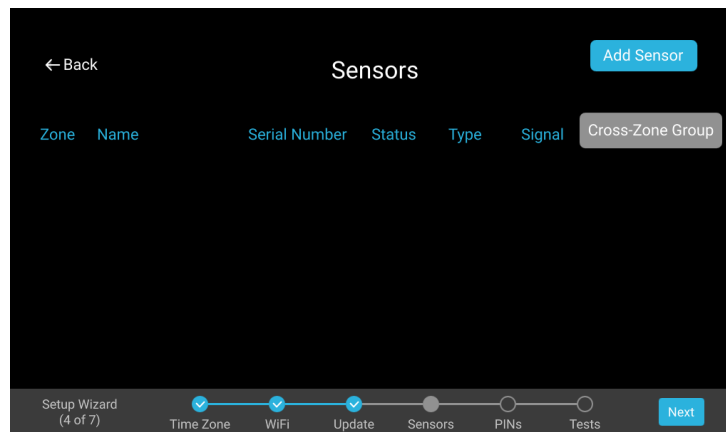 ← Back
Sensors
Add Sensor
Zone Name Serial Number Status Type Signal Cross-Zone Group
Setup Wizard
(4 of 7)
Time Zone WiFi Update Sensors PINs Tests
Next